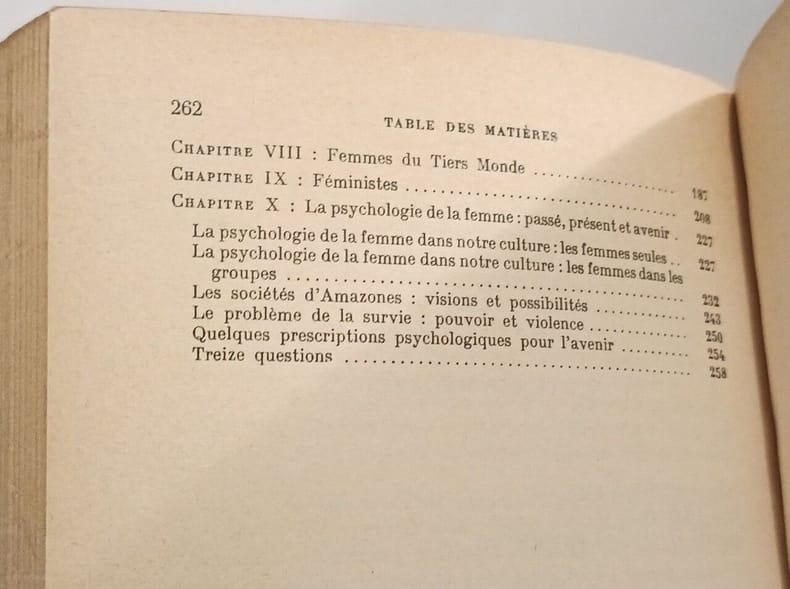 262
TABLE DES MATIÈRES
CHAPITRE VIII : Femmes du Tiers Monde .................. 187
CHAPITRE IX : Féministes .................................. 208
CHAPITRE X : La psychologie de la femme : passé, présent et avenir . 227
La psychologie de la femme dans notre culture : les femmes seules .. 227
La psychologie de la femme dans notre culture : les femmes dans les
groupes .................................................. 232
Les sociétés d'Amazones : visions et possibilités ............ 243
Le problème de la survie : pouvoir et violence ............ 250
Quelques prescriptions psychologiques pour l'avenir .......... 254
Treize questions .......................................... 258